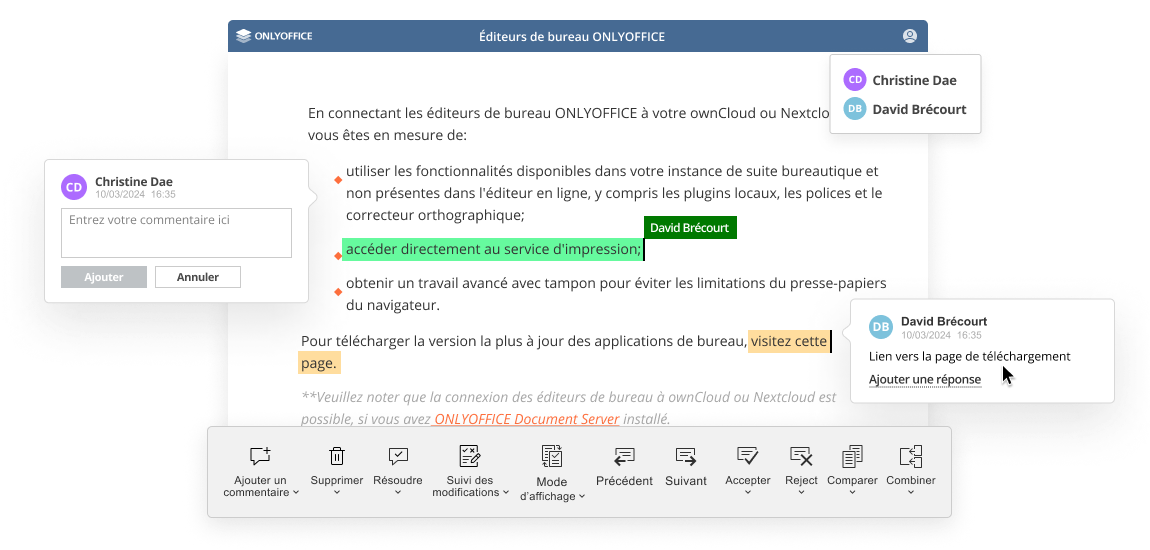 ONLYOFFICE
Éditeurs de bureau ONLYOFFICE
CD Christine Dae
DB David Brécourt
En connectant les éditeurs de bureau ONLYOFFICE à votre ownCloud ou
vous êtes en mesure de:
utiliser les fonctionnalités disponibles dans votre instance de suite bureautique et
non présentes dans l'éditeur en ligne, y compris les plugins locaux, les polices et le
correcteur orthographique;
CD Christine Dae
10/03/2024 16:35
Entrez votre commentaire ici
Ajouter Annuler
David Brécourt
accéder directement au service d'impression;
obtenir un travail avancé avec tampon pour éviter les limitations du presse-papiers
du navigateur.
Pour télécharger la version la plus à jour des applications de bureau, visitez cette
page.
DB David Brécourt
10/03/2024 16:35
Lien vers la page de téléchargement
Ajouter une réponse
**Veuillez noter que la connexion des éditeurs de bureau à ownCloud ou Nextcloud est
possible, si vous avez ONLYOFFICE Document Server installé.
Ajouter un
commentaire
Supprimer
Résoudre
Suivi des
modifications
Mode
d'affichage
Précédent
Suivant
Accepter
Reject
Comparer
Combiner